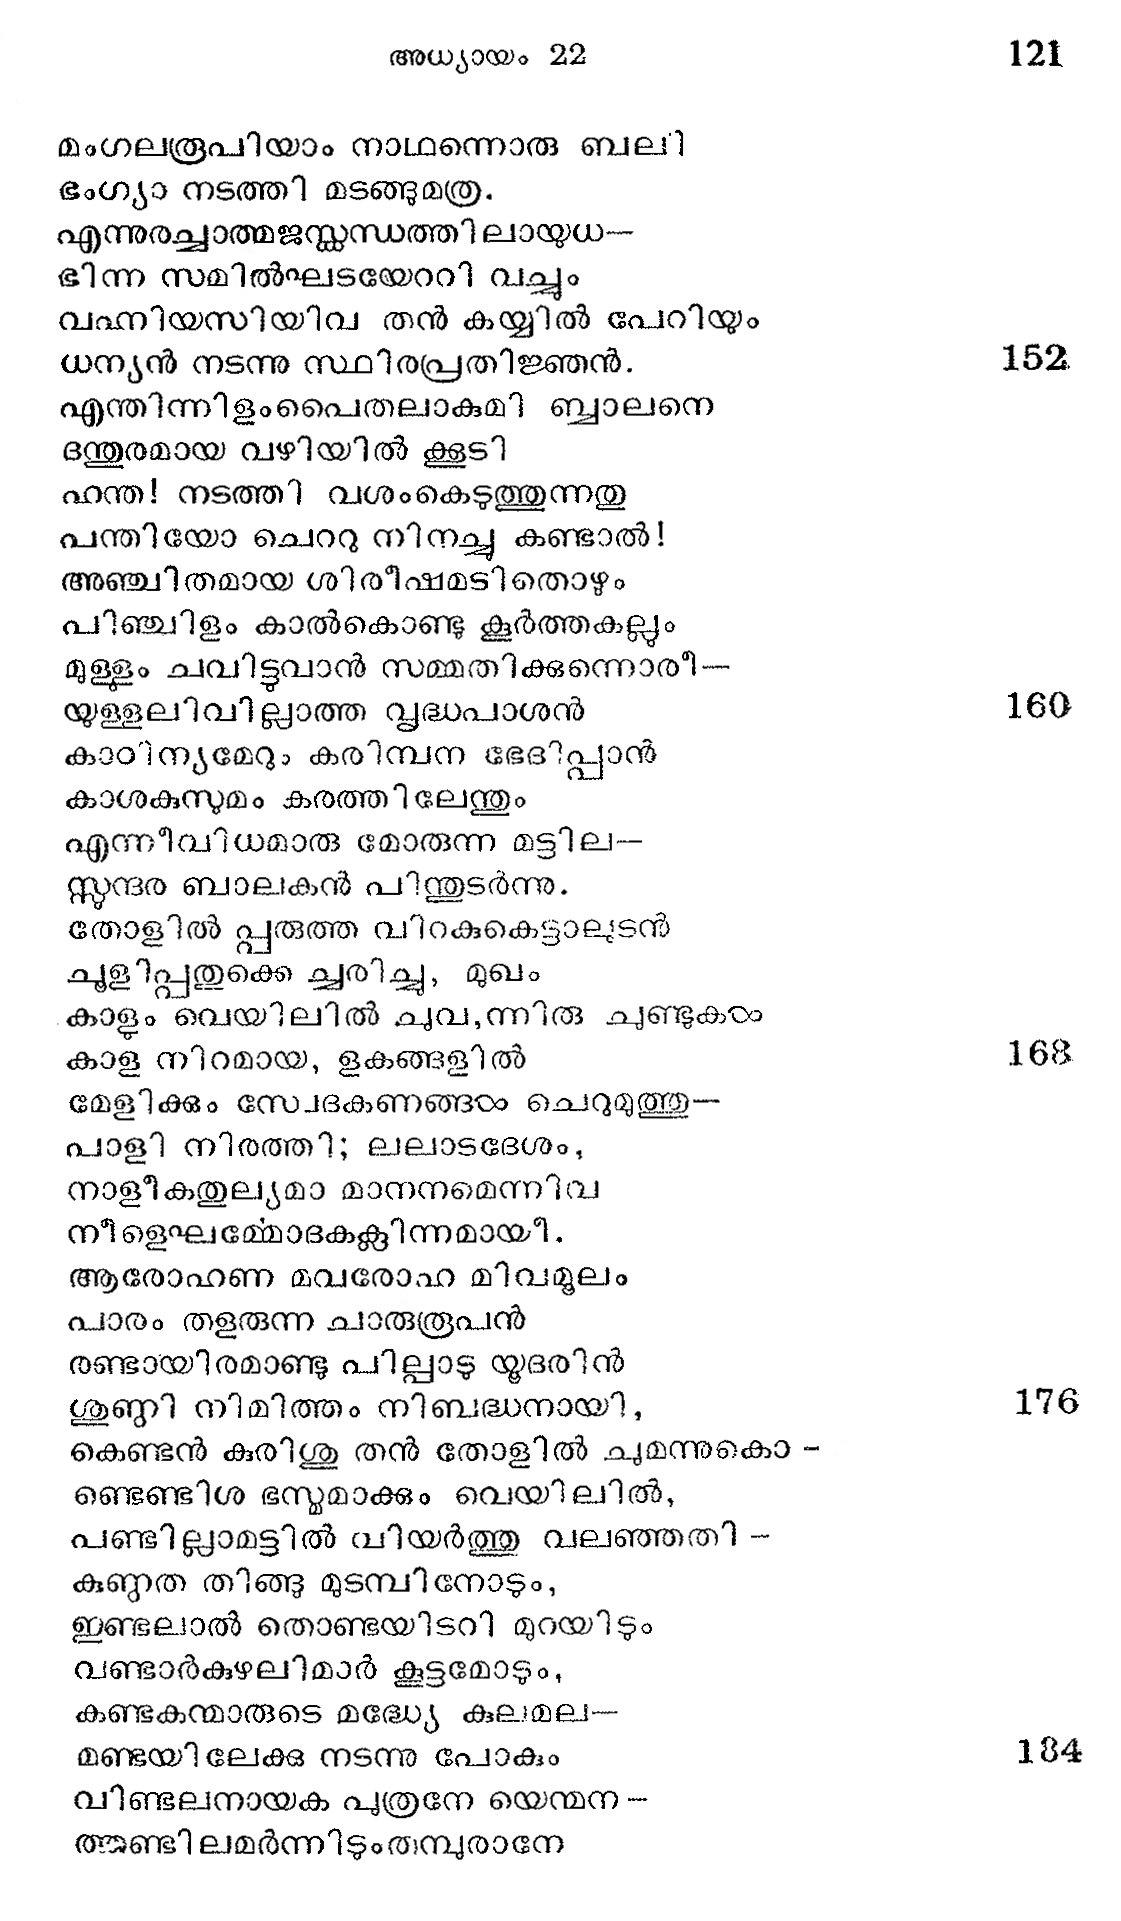 അധ്യായം 22 121
മംഗലരൂപിയാം നാഥന്നൊരു ബലി
ഭംഗ്യാ നടത്തി മടങ്ങുമത്ര.
എന്നുരച്ചാത്മജസ്കന്ധത്തിലായുധ—
ഭിന്ന സമിൽഘടയേററി വച്ചും
വഹ്നിയസിയിവ തൻ കയ്യിൽ പേറിയും
ധന്യൻ നടന്നു സ്ഥിരപ്രതിജ്ഞൻ. 152
എന്തിന്നിളംപൈതലാകുമി ബ്ബാലനെ
ദന്തുരമായ വഴിയിൽ ക്കൂടി
ഹന്ത! നടത്തി വശംകെടുത്തുന്നതു
പന്തിയോ ചെററു നിനച്ചു കണ്ടാൽ!
അഞ്ചിതമായ ശിരീഷമടിതൊഴും
പിഞ്ചിളം കാൽകൊണ്ടു കൂർത്തകല്ലും
മുള്ളും ചവിട്ടുവാൻ സമ്മതിക്കുന്നൊരീ—
യുള്ളലിവില്ലാത്ത വൃദ്ധപാശൻ 160
കാഠിന്യമേറും കരിമ്പന ഭേദിപ്പാൻ
കാശകുസുമം കരത്തിലേന്തും
എന്നീവിധമാരു മോരുന്ന മട്ടില—
സ്സുന്ദര ബാലകൻ പിന്തുടർന്നു.
തോളിൽ പ്പരുത്ത വിറകുകെട്ടാലുടൻ
ചൂളിപ്പതുക്കെ ച്ചരിച്ചു, മുഖം
കാളും വെയിലിൽ ചുവ,ന്നിരു ചുണ്ടുകൾ
കാള നിറമായ, ളകങ്ങളിൽ 168
മേളിക്കും സേ്വദകണങ്ങൾ ചെറുമുത്തു—
പാളി നിരത്തി; ലലാടദേശം,
നാളീകതുല്യമാ മാനനമെന്നിവ
നീളെഘർമ്മോദകക്ലിന്നമായീ.
ആരോഹണ മവരോഹ മിവമൂലം
പാരം തളരുന്ന ചാരുരൂപൻ
രണ്ടായിരമാണ്ടു പില്പാടു യൂദരിൻ
ശുണ്ഠി നിമിത്തം നിബദ്ധനായി, 176
കെണ്ടൻ കുരിശു തൻ തോളിൽ ചുമന്നുകൊ -
ണ്ടെണ്ടിശ ഭസ്മമാക്കും വെയിലിൽ,
പണ്ടില്ലാമട്ടിൽ വിയർത്തു വലഞ്ഞതി -
കുണ്ഠത തിങ്ങു മുടമ്പിനോടും,
ഇണ്ടലാൽ തൊണ്ടയിടറി മുറയിടും
വണ്ടാർകുഴലിമാർ കൂട്ടമോടും,
കണ്ടകന്മാരുടെ മദ്ധ്യേ കുലമല—
മണ്ടയിലേക്കു നടന്നു പോകും 184
വിണ്ടലനായക പുത്രനേ യെന്മന -
ത്തണ്ടിലമർന്നിടുംതമ്പുരാനേ